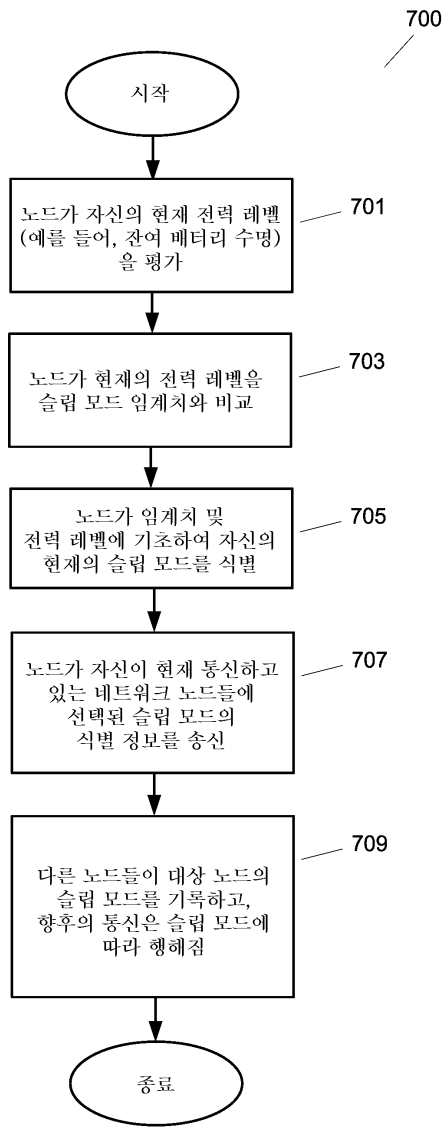 700
시작
노드가 자신의 현재 전력 레벨
(예를 들어, 잔여 배터리 수명)
을 평가
701
노드가 현재의 전력 레벨을
슬립 모드 임계치와 비교
703
노드가 임계치 및
전력 레벨에 기초하여 자신의
현재의 슬립 모드를 식별
705
노드가 자신이 현재 통신하고
있는 네트워크 노드들에
선택된 슬립 모드의
식별 정보를 송신
707
다른 노드들이 대상 노드의
슬립 모드를 기록하고,
향후의 통신은 슬립 모드에
따라 행해짐
709
종료